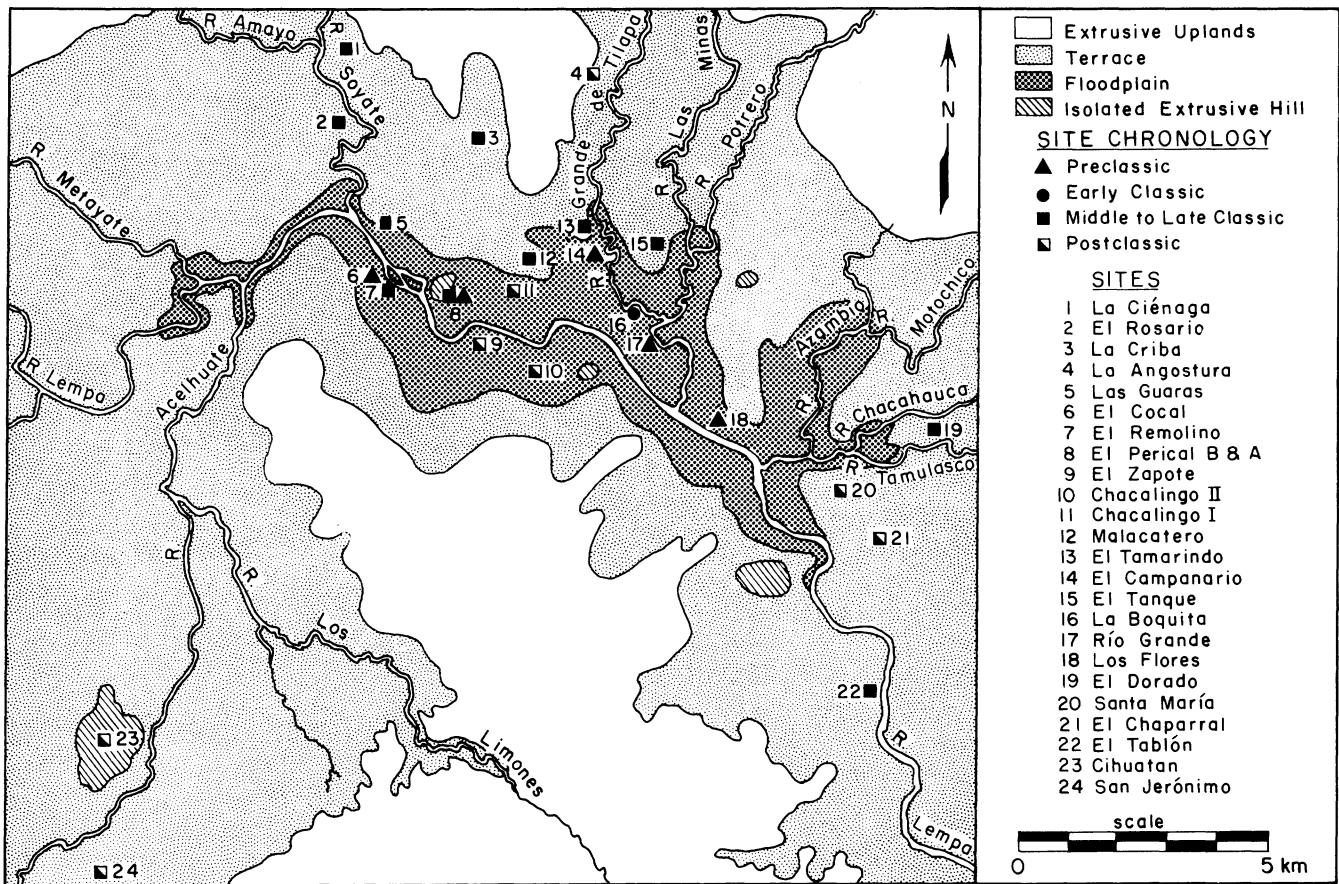 R. Amayo
R. Soyate
1
2
3
4
R. Grande de Tilapa
R. Las Minas
R. Potrero
N
R. Metayate
5
13
14
15
12
6
7
8
11
16
17
9
10
R. Azambio
R. Motochico
R. Lempa
R. Acelhuate
18
R. Chacahauca
19
R. Tamulasco
20
21
R. Los Limones
22
23
24
R. Lempa
Extrusive Uplands
Terrace
Floodplain
Isolated Extrusive Hill
SITE CHRONOLOGY
Preclassic
Early Classic
Middle to Late Classic
Postclassic
SITES
1 La Ciénaga
2 El Rosario
3 La Criba
4 La Angostura
5 Las Guaras
6 El Cocal
7 El Remolino
8 El Perical B & A
9 El Zapote
10 Chacalingo II
11 Chacalingo I
12 Malacatero
13 El Tamarindo
14 El Campanario
15 El Tanque
16 La Boquita
17 Río Grande
18 Los Flores
19 El Dorado
20 Santa María
21 El Chaparral
22 El Tablón
23 Cihuatan
24 San Jerónimo
scale
0 5 km